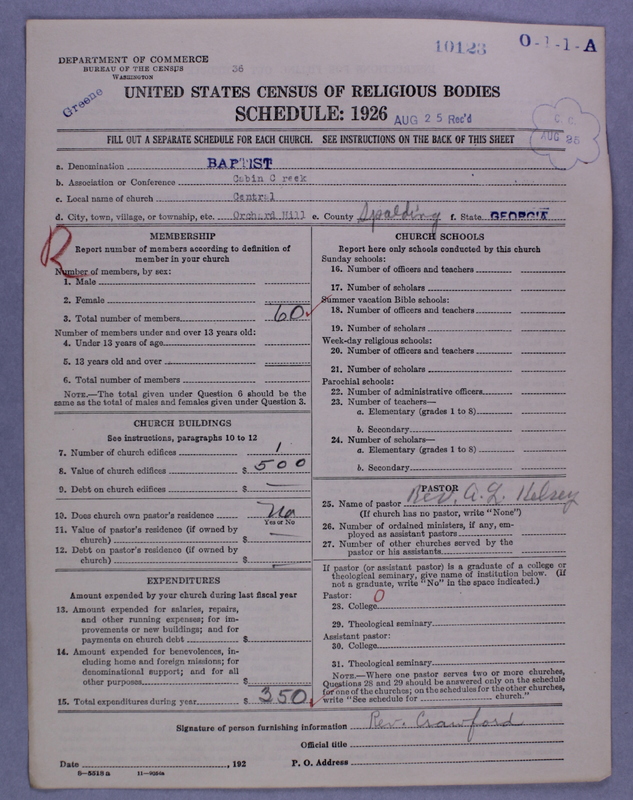 10123 O-1-1-A
DEPARTMENT OF COMMERCE
BUREAU OF THE CENSUS
WASHINGTON
36
Greene
UNITED STATES CENSUS OF RELIGIOUS BODIES
SCHEDULE: 1926 AUG 25 Rec'd
C. C.
AUG 25
FILL OUT A SEPARATE SCHEDULE FOR EACH CHURCH. SEE INSTRUCTIONS ON THE BACK OF THIS SHEET
a. Denomination BAPTIST
b. Association or Conference Cabin Creek
c. Local name of church Central
d. City, town, village, or township, etc. Orchard Hill e. County Spalding f. State GEORGIA
R
MEMBERSHIP
Report number of members according to definition of
member in your church
Number of members, by sex:
1. Male
2. Female
3. Total number of members 60
Number of members under and over 13 years old:
4. Under 13 years of age
5. 13 years old and over
6. Total number of members
NOTE.—The total given under Question 6 should be the
same as the total of males and females given under Question 3.
CHURCH BUILDINGS
See instructions, paragraphs 10 to 12
7. Number of church edifices 1
8. Value of church edifices $ 500
9. Debt on church edifices $ —
10. Does church own pastor's residence No
Yes or No
11. Value of pastor's residence (if owned by
church) $ —
12. Debt on pastor's residence (if owned by
church) $ —
EXPENDITURES
Amount expended by church during last fiscal year
13. Amount expended for salaries, repairs,
and other running expenses; for im-
provements or new buildings; and for
payments on church debt $
14. Amount expended for benevolences, in-
cluding home and foreign missions; for
denominational support; and for all
other purposes $
15. Total expenditures during year $ 350
CHURCH SCHOOLS
Report here only schools conducted by this church
Sunday schools:
16. Number of officers and teachers
17. Number of scholars
Summer vacation Bible schools:
18. Number of officers and teachers
19. Number of scholars
Week-day religious schools:
20. Number of officers and teachers
21. Number of scholars
Parochial schools:
22. Number of administrative officers
23. Number of teachers—
a. Elementary (grades 1 to 8)
b. Secondary
24. Number of scholars—
a. Elementary (grades 1 to 8)
b. Secondary
PASTOR
25. Name of pastor Rev. A. L. Kelsey
(If church has no pastor, write "None")
26. Number of ordained ministers, if any, em-
ployed as assistant pastors
27. Number of other churches served by the
pastor or his assistants
If pastor (or assistant pastor) is a graduate of a college or
theological seminary, give name of institution below. (If
not a graduate, write "No" in the space indicated.)
Pastor: O
28. College
29. Theological seminary
Assistant pastor:
30. College
31. Theological seminary
NOTE.—Where one pastor serves two or more churches,
Questions 28 and 29 should be answered only on the schedule
for one of the churches; on the schedules for the other churches,
write "See schedule for church."
Signature of person furnishing information Rev. Crawford
Official title
Date , 192 P. O. Address
8-5518a 11-9054a